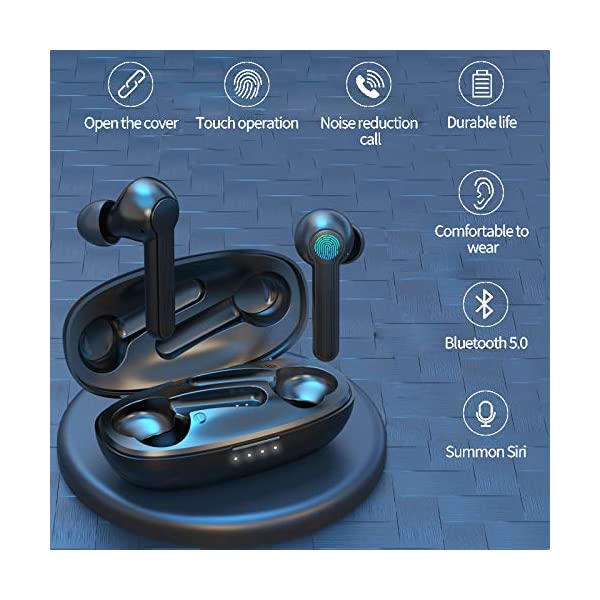 Open the cover
Touch operation
Noise reduction
call
Durable life
Comfortable to
wear
Bluetooth 5.0
Summon Siri